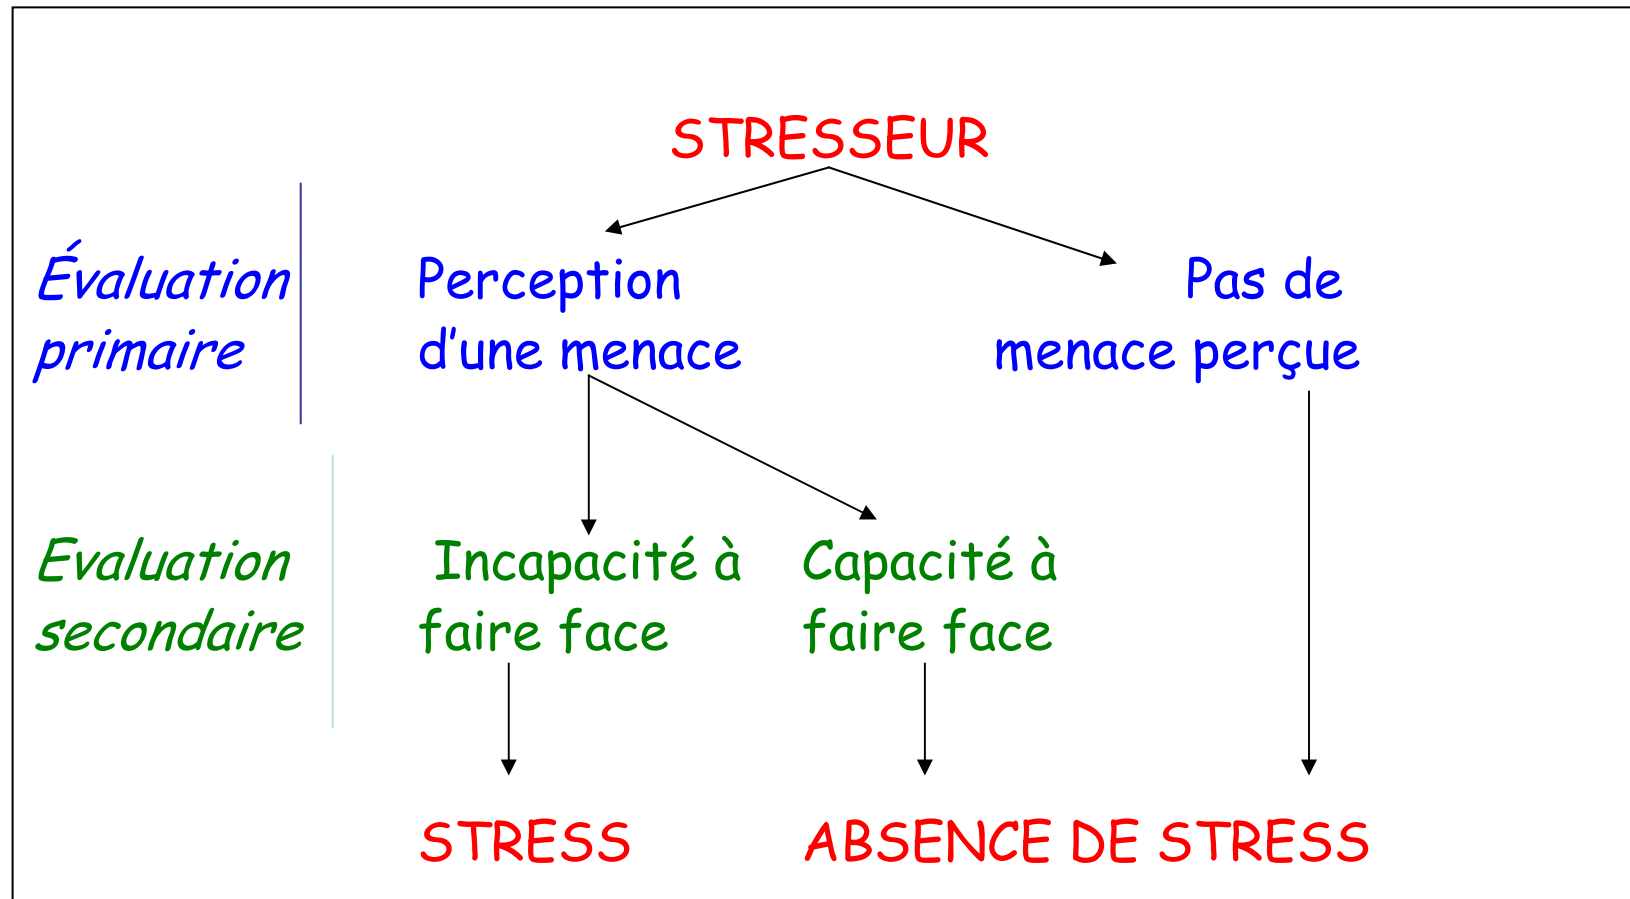 STRESSEUR
Évaluation Perception Pas de
primaire d'une menace menace perçue
Evaluation Incapacité à Capacité à
secondaire faire face faire face
STRESS ABSENCE DE STRESS